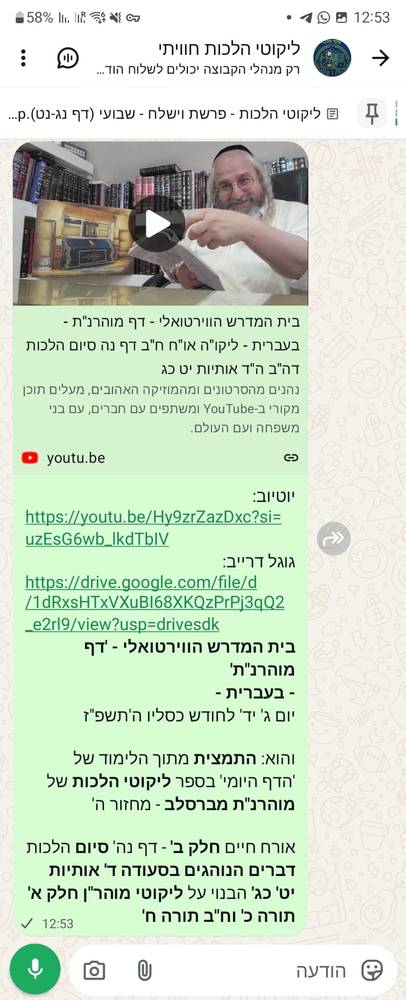 58% 12:53
ליקוטי הלכות חוויתי
רק מנהלי הקבוצה יכולים לשלוח הוד...
ליקוטי הלכות - פרשת וישלח - שבועי (דף נג-נט).p...
בית המדרש הווירטואלי - דף מוהרנ"ת -
בעברית - ליקו"ה או"ח ח"ב דף נה סיום הלכות
דה"ב ה"ד אותיות יט כג
נהנים מהסרטונים ומהמוזיקה האהובים, מעלים תוכן
מקורי ב-YouTube ומשתפים עם חברים, עם בני
משפחה ועם העולם.
youtu.be
יוטיוב:
https://youtu.be/Hy9zrZazDxc?si=
uzEsG6wb_lkdTbIV
גוגל דרייב:
https://drive.google.com/file/d
/1dRxsHTxVXuBI68XKQzPrPj3qQ2
_e2rl9/view?usp=drivesdk
בית המדרש הווירטואלי - 'דף
מוהרנ"ת'
- בעברית -
יום ג' יד' לחודש כסליו ה'תשפ"ז
והוא: התמצית מתוך הלימוד של
'הדף היומי' בספר ליקוטי הלכות של
מוהרנ"ת מברסלב - מחזור ה'
אורח חיים חלק ב' - דף נה' סיום הלכות
דברים הנוהגים בסעודה ד' אותיות
יט' כג' הבנוי על ליקוטי מוהר"ן חלק א'
תורה כ' וח"ב תורה ח'
12:53
הודעה